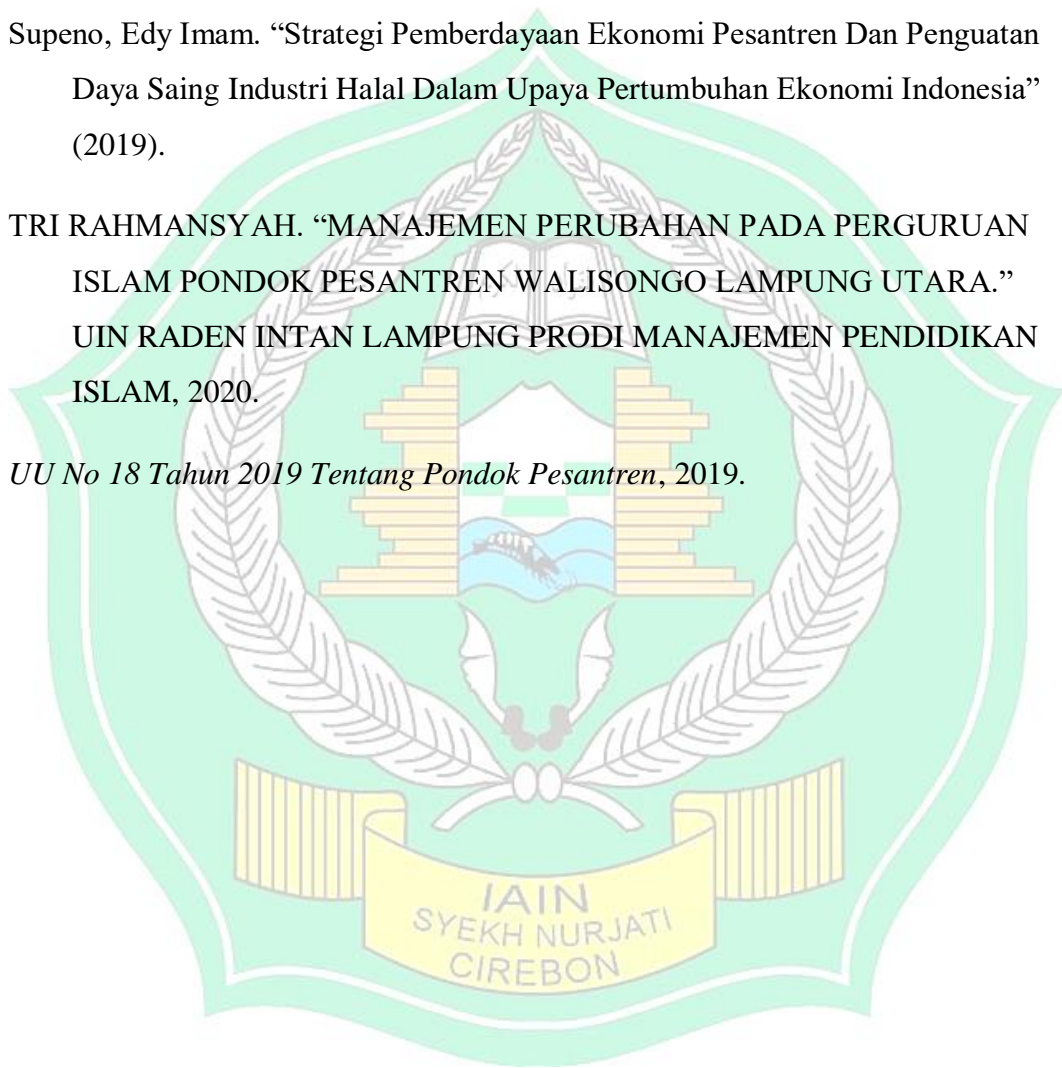 Supeno, Edy Imam. “Strategi Pemberdayaan Ekonomi Pesantren Dan Penguatan
Daya Saing Industri Halal Dalam Upaya Pertumbuhan Ekonomi Indonesia”
(2019).
TRI RAHMANSYAH. “MANAJEMEN PERUBAHAN PADA PERGURUAN
ISLAM PONDOK PESANTREN WALISONGO LAMPUNG UTARA.”
UIN RADEN INTAN LAMPUNG PRODI MANAJEMEN PENDIDIKAN
ISLAM, 2020.
UU No 18 Tahun 2019 Tentang Pondok Pesantren, 2019.
IAIN
SYEKH NURJATI
CIREBON